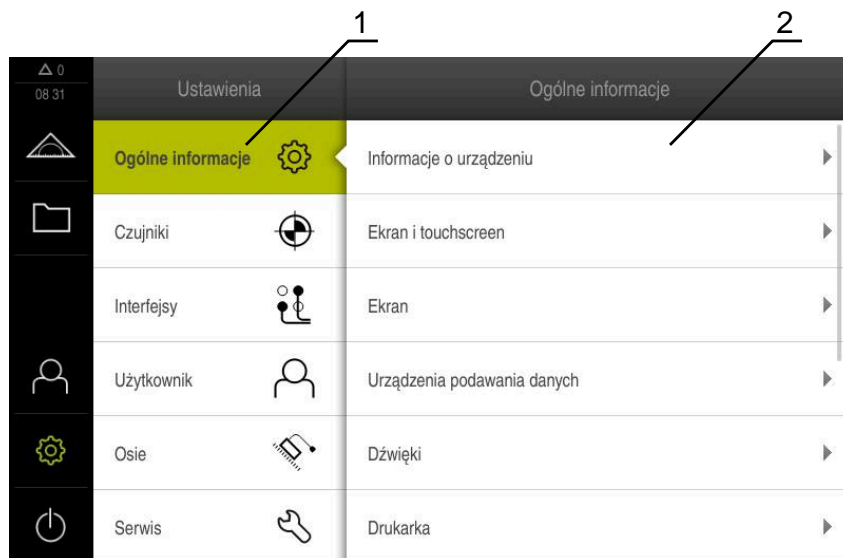 1
2
0
08 31
Ustawienia
Ogólne informacje
Ogólne informacje
Informacje o urządzeniu
Czujniki
Ekran i touchscreen
Interfejsy
Ekran
Użytkownik
Urządzenia podawania danych
Osie
Dźwięki
Serwis
Drukarka